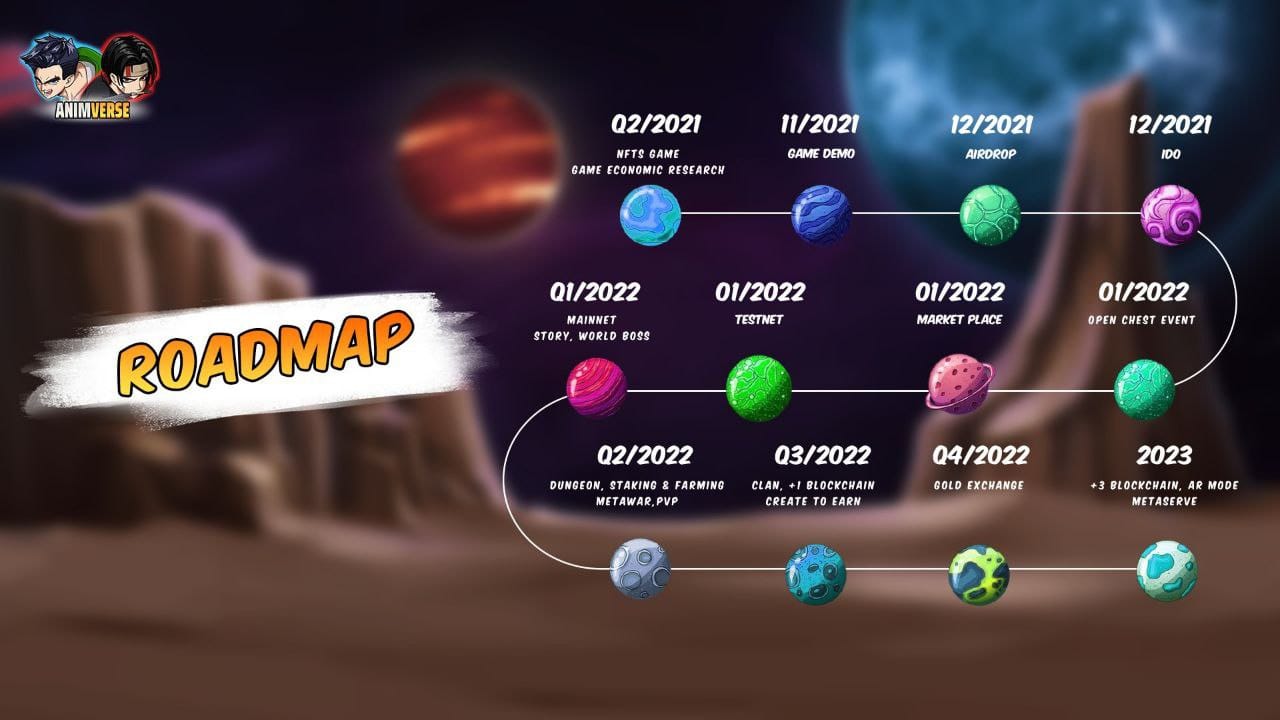 ANIMVERSE
ROADMAP
Q2/2021
NFTS GAME
GAME ECONOMIC RESEARCH
11/2021
GAME DEMO
12/2021
AIRDROP
12/2021
IDO
01/2022
OPEN CHEST EVENT
01/2022
MARKET PLACE
01/2022
TESTNET
Q1/2022
MAINNET
STORY, WORLD BOSS
Q2/2022
DUNGEON, STAKING & FARMING
METAWAR,PVP
Q3/2022
CLAN, +1 BLOCKCHAIN
CREATE TO EARN
Q4/2022
GOLD EXCHANGE
2023
+3 BLOCKCHAIN, AR MODE
METASERVE